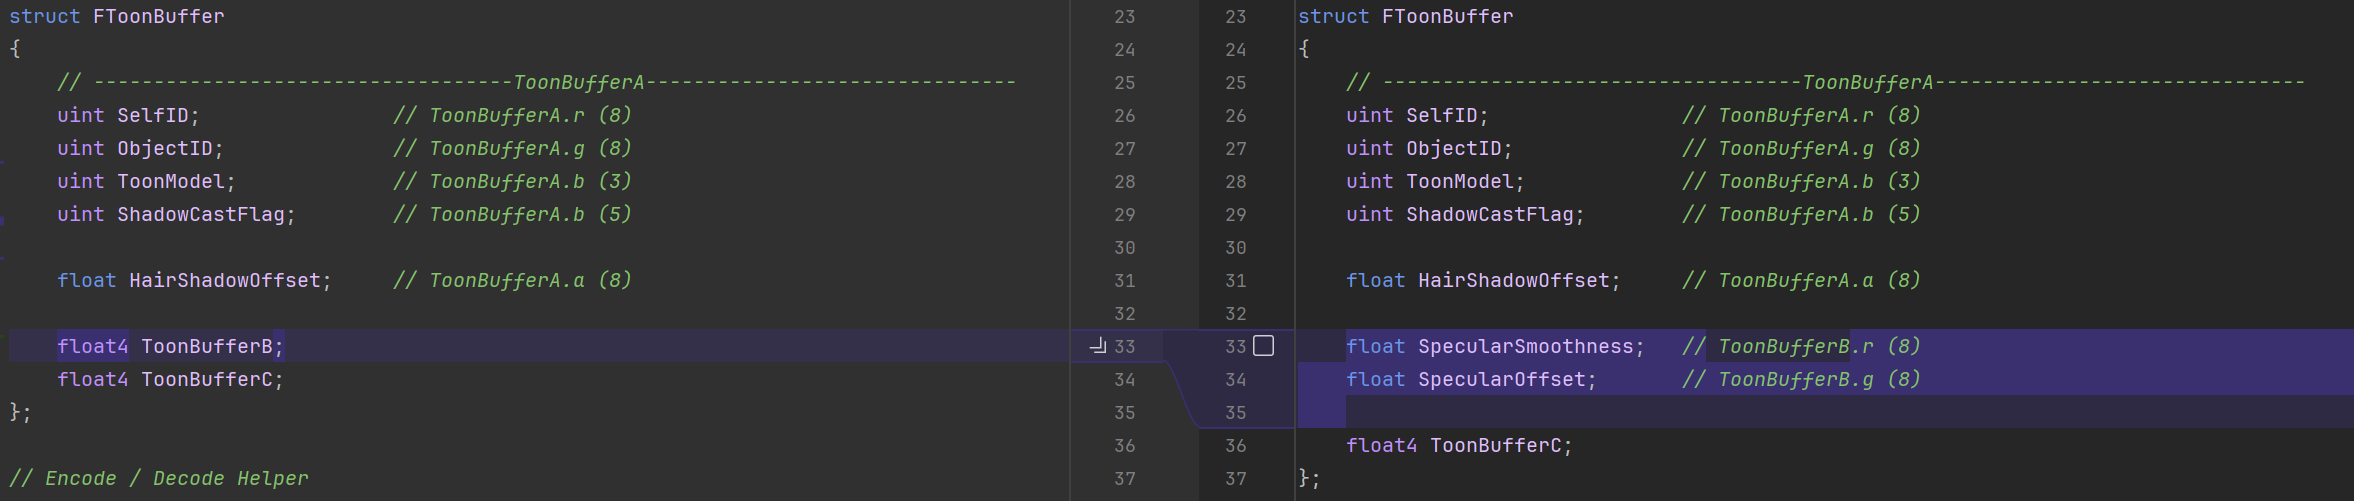 struct FToonBuffer
{
    // -----------------------------------ToonBufferA-------------------------------
    uint SelfID;                // ToonBufferA.r (8)
    uint ObjectID;              // ToonBufferA.g (8)
    uint ToonModel;             // ToonBufferA.b (3)
    uint ShadowCastFlag;        // ToonBufferA.b (5)
    float HairShadowOffset;     // ToonBufferA.a (8)
    float4 ToonBufferB;
    float4 ToonBufferC;
};
// Encode / Decode Helper
23
24
25
26
27
28
29
30
31
32
33
34
35
36
37
23
24
25
26
27
28
29
30
31
32
33
34
35
36
37
struct FToonBuffer
{
    // -----------------------------------ToonBufferA-------------------------------
    uint SelfID;                // ToonBufferA.r (8)
    uint ObjectID;              // ToonBufferA.g (8)
    uint ToonModel;             // ToonBufferA.b (3)
    uint ShadowCastFlag;        // ToonBufferA.b (5)
    float HairShadowOffset;     // ToonBufferA.a (8)
    float SpecularSmoothness;   // ToonBufferB.r (8)
    float SpecularOffset;       // ToonBufferB.g (8)
    float4 ToonBufferC;
};